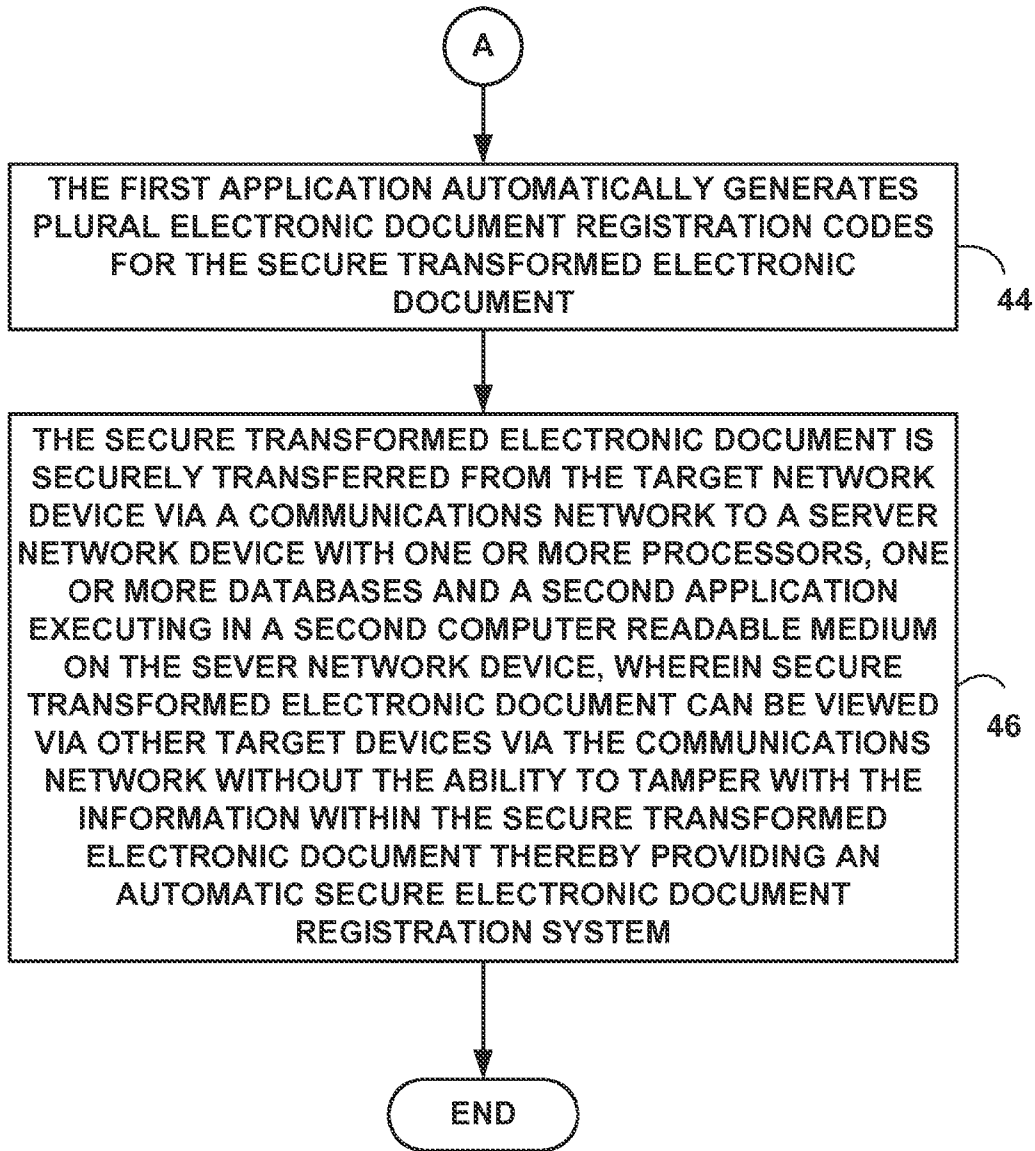 A
THE FIRST APPLICATION AUTOMATICALLY GENERATES
PLURAL ELECTRONIC DOCUMENT REGISTRATION CODES
FOR THE SECURE TRANSFORMED ELECTRONIC
DOCUMENT
44
THE SECURE TRANSFORMED ELECTRONIC DOCUMENT IS
SECURELY TRANSFERRED FROM THE TARGET NETWORK
DEVICE VIA A COMMUNICATIONS NETWORK TO A SERVER
NETWORK DEVICE WITH ONE OR MORE PROCESSORS, ONE
OR MORE DATABASES AND A SECOND APPLICATION
EXECUTING IN A SECOND COMPUTER READABLE MEDIUM
ON THE SEVER NETWORK DEVICE, WHEREIN SECURE
TRANSFORMED ELECTRONIC DOCUMENT CAN BE VIEWED
VIA OTHER TARGET DEVICES VIA THE COMMUNICATIONS
NETWORK WITHOUT THE ABILITY TO TAMPER WITH THE
INFORMATION WITHIN THE SECURE TRANSFORMED
ELECTRONIC DOCUMENT THEREBY PROVIDING AN
AUTOMATIC SECURE ELECTRONIC DOCUMENT
REGISTRATION SYSTEM
46
END